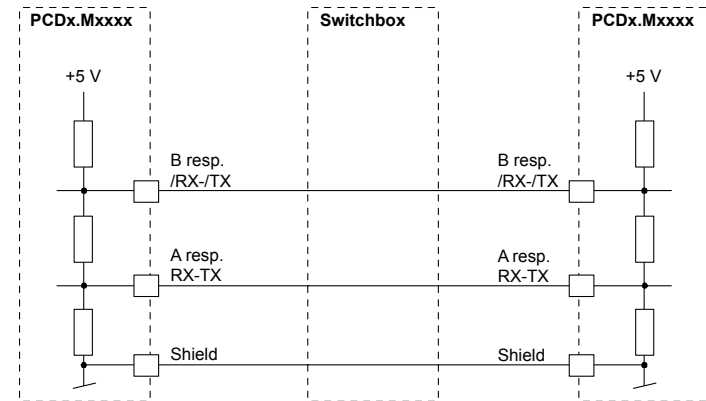 PCDx.Mxxxx
Switchbox
PCDx.Mxxxx
+5 V
+5 V
B resp.
/RX-/TX
B resp.
/RX-/TX
A resp.
RX-TX
A resp.
RX-TX
Shield
Shield